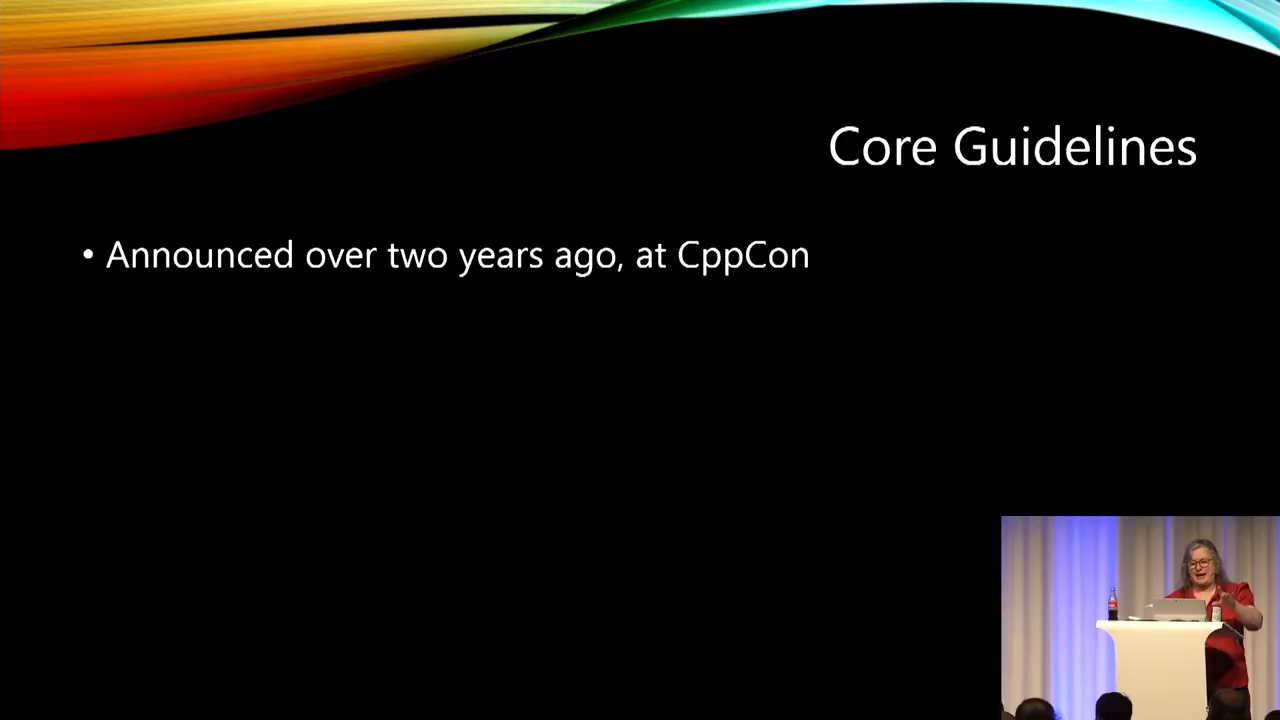 Core Guidelines
• Announced over two years ago, at CppCon